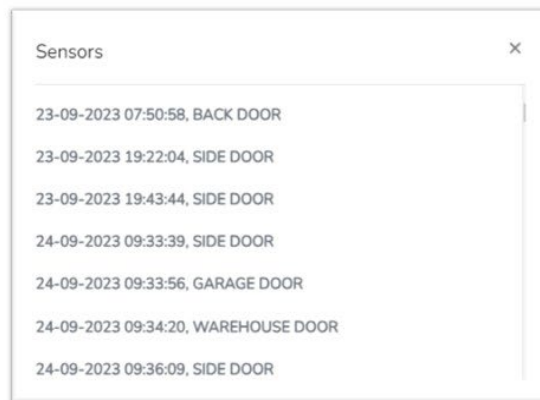 Sensors
23-09-2023 07:50:58, BACK DOOR
23-09-2023 19:22:04, SIDE DOOR
23-09-2023 19:43:44, SIDE DOOR
24-09-2023 09:33:39, SIDE DOOR
24-09-2023 09:33:56, GARAGE DOOR
24-09-2023 09:34:20, WAREHOUSE DOOR
24-09-2023 09:36:09, SIDE DOOR